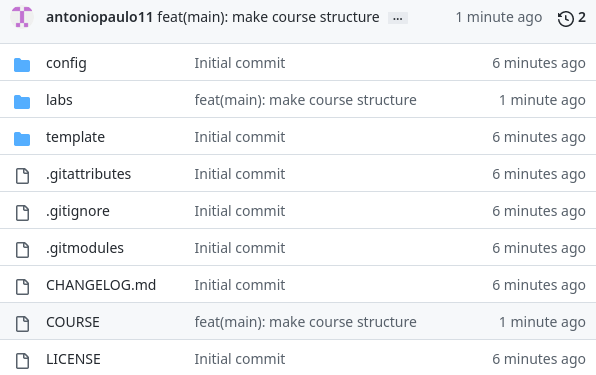 antoniopaulo11 feat(main): make course structure ... 1 minute ago 2
config Initial commit 6 minutes ago
labs feat(main): make course structure 1 minute ago
template Initial commit 6 minutes ago
.gitattributes Initial commit 6 minutes ago
.gitignore Initial commit 6 minutes ago
.gitmodules Initial commit 6 minutes ago
CHANGELOG.md Initial commit 6 minutes ago
COURSE feat(main): make course structure 1 minute ago
LICENSE Initial commit 6 minutes ago